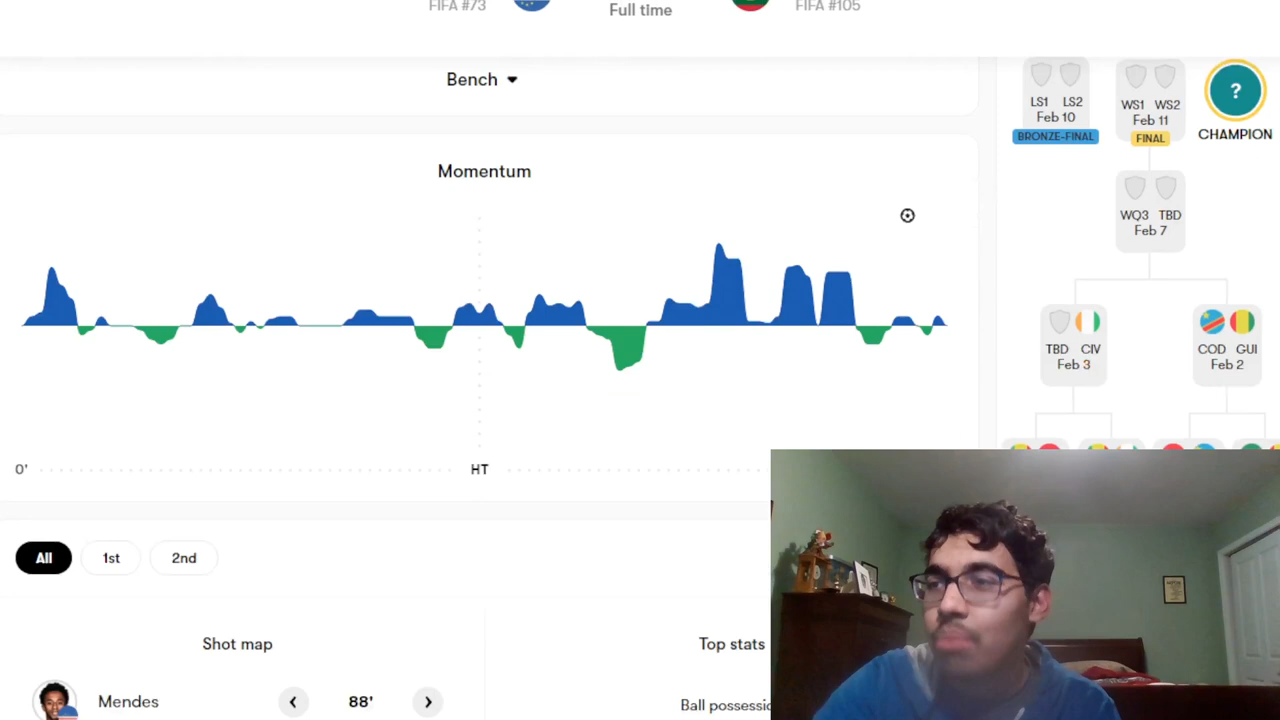 FIFA #73
Full time
FIFA #105
Bench
Momentum
HT
0'
All
1st
2nd
Shot map
Top stats
Mendes
88'
Ball possessic
LS1 LS2
Feb 10
BRONZE-FINAL
WS1 WS2
Feb 11
FINAL
?
CHAMPION
WQ3 TBD
Feb 7
TBD CIV
Feb 3
COD GUI
Feb 2